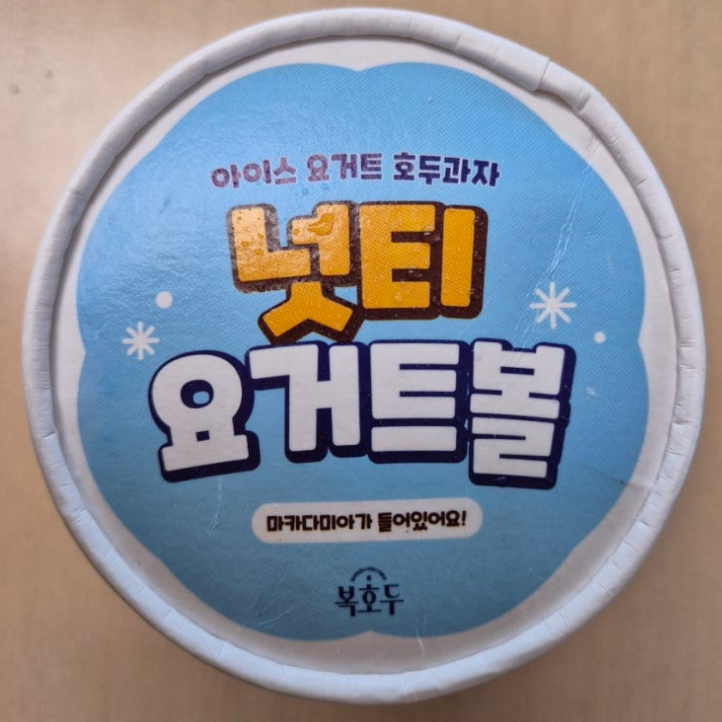 아이스 요거트 호두과자
넛티
요거트볼
마카다미아가 들어있어요!
복호두